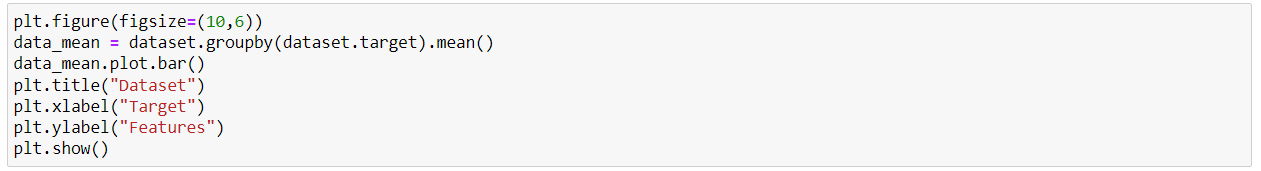 plt.figure(figsize=(10,6))
data_mean = dataset.groupby(dataset.target).mean()
data_mean.plot.bar()
plt.title("Dataset")
plt.xlabel("Target")
plt.ylabel("Features")
plt.show()